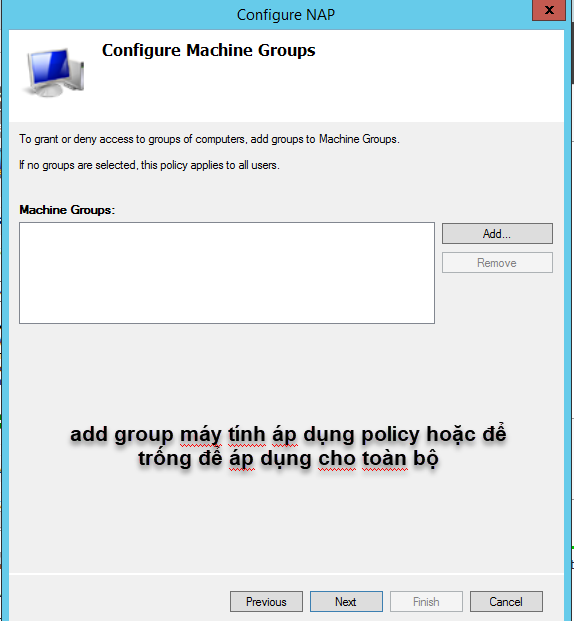 Configure NAP
x
Configure Machine Groups
To grant or deny access to groups of computers, add groups to Machine Groups.
If no groups are selected, this policy applies to all users.
Machine Groups:
Add...
Remove
add group máy tính áp dụng policy hoặc để
trống để áp dụng cho toàn bộ
Previous
Next
Finish
Cancel